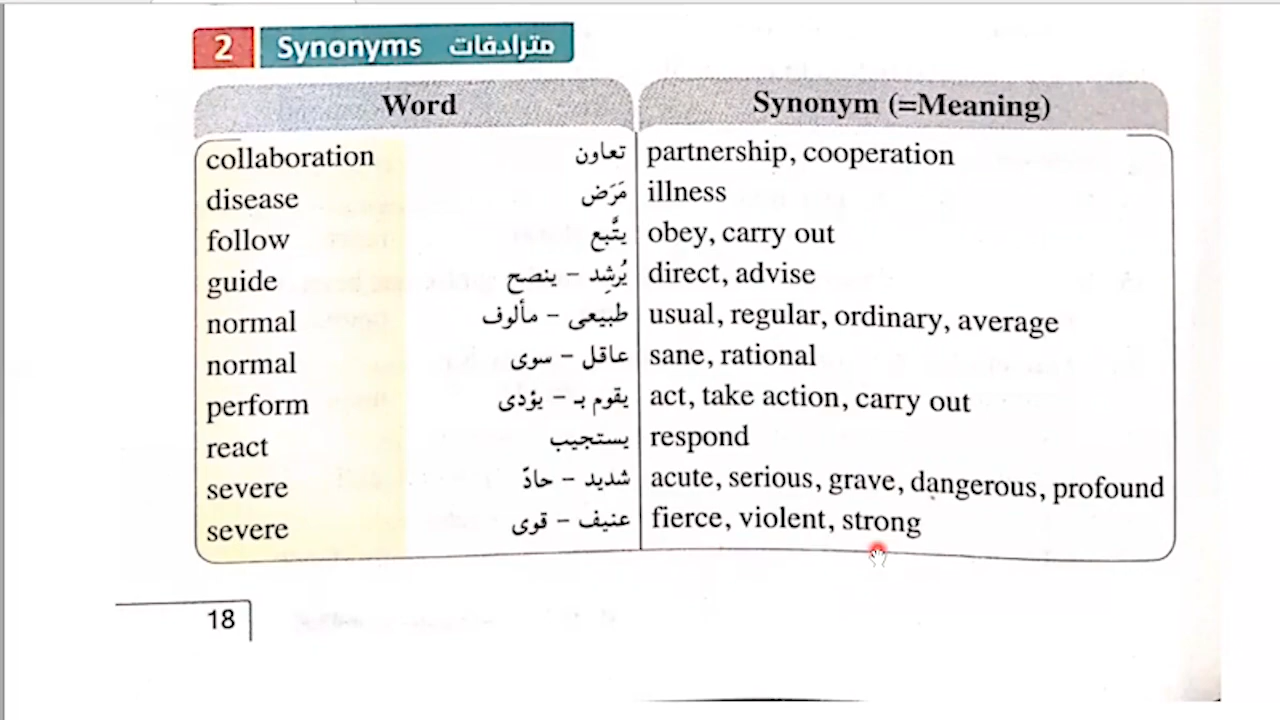 2 Synonyms مترادفات
Word Synonym (=Meaning)
collaboration تعاون partnership, cooperation
disease مَرَض illness
follow يتَّبع obey, carry out
guide يُرشِد - ينصح direct, advise
normal طبيعى - مألوف usual, regular, ordinary, average
normal عاقل - سوى sane, rational
perform يقوم بـ - يؤدى act, take action, carry out
react يستجيب respond
severe شديد - حادّ acute, serious, grave, dangerous, profound
severe عنيف - قوى fierce, violent, strong
18